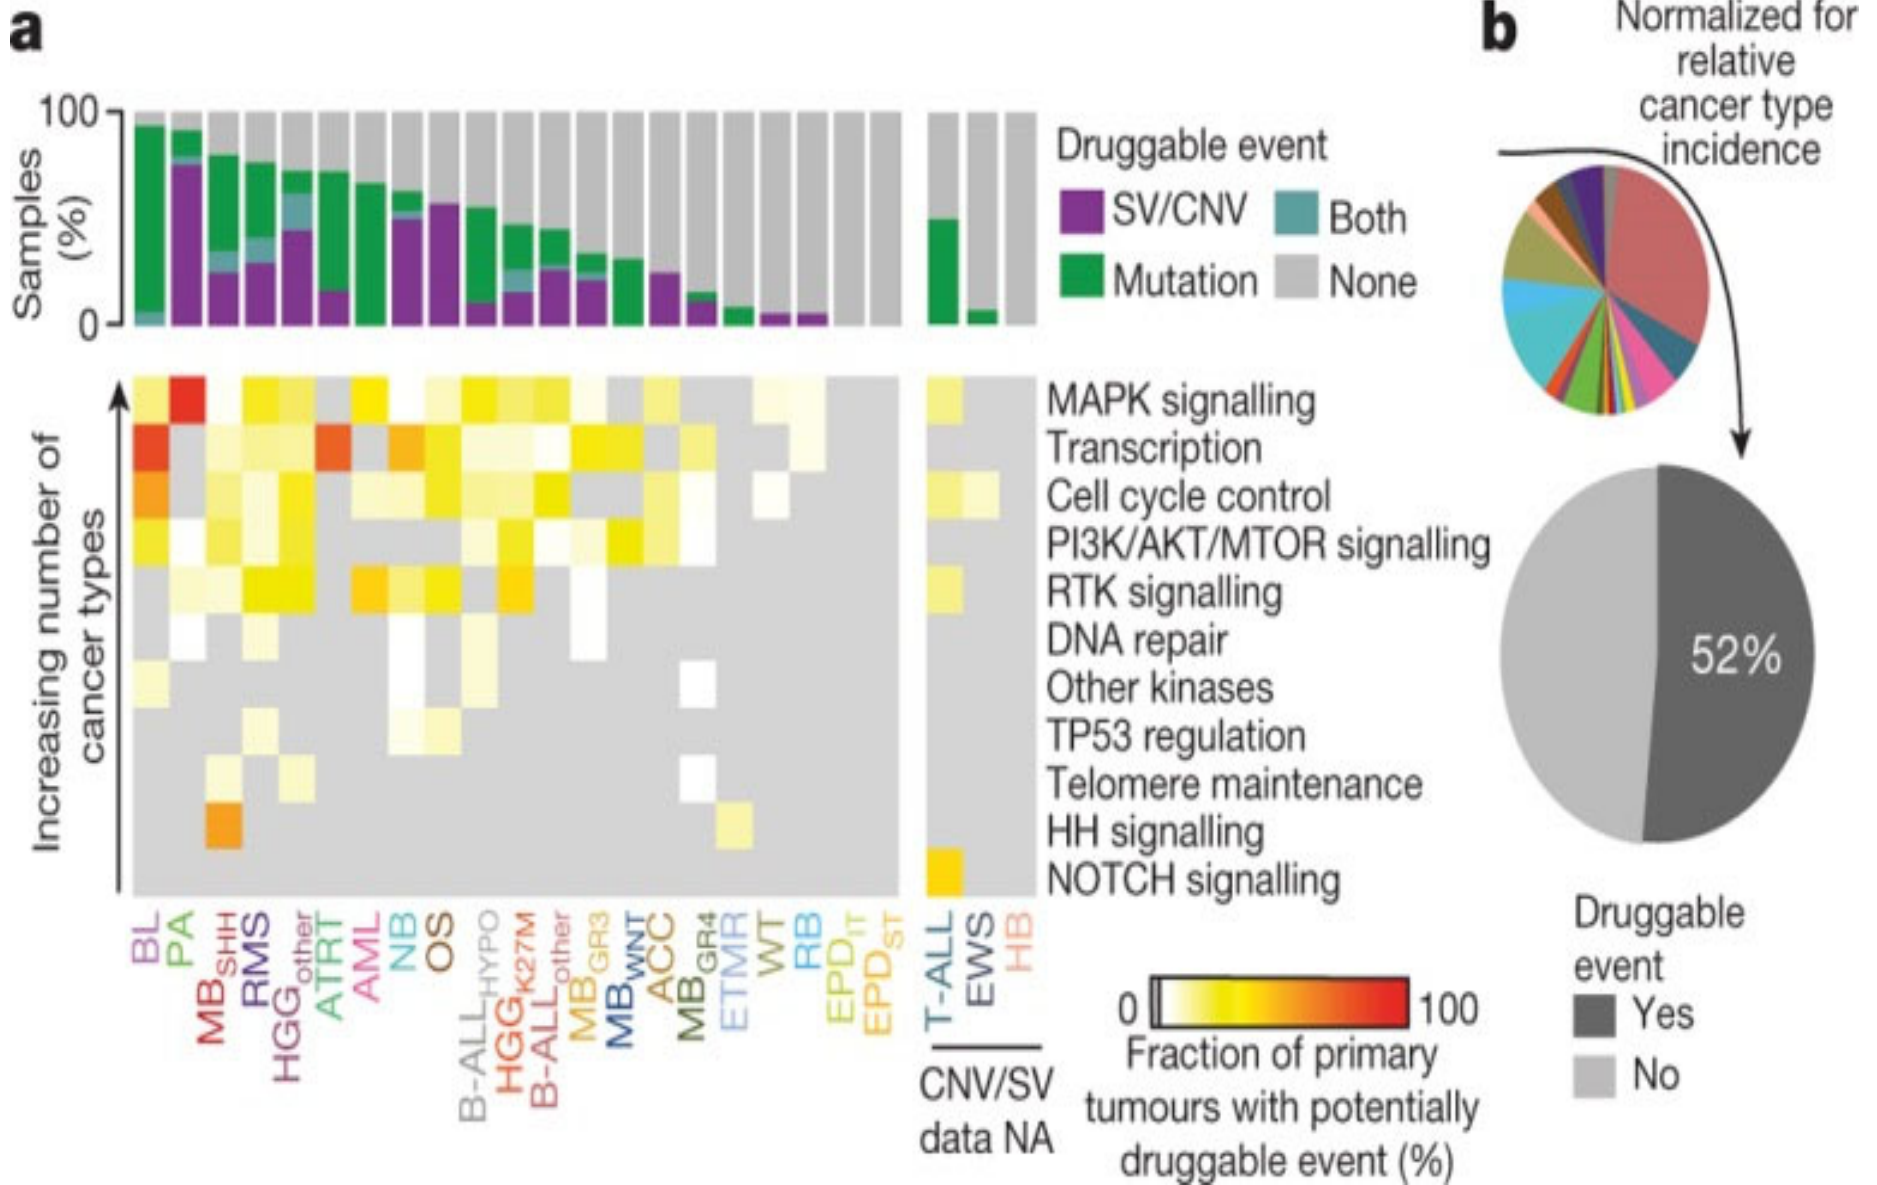 a
100
0
Samples
(%)
Druggable event
SV/CNV
Both
Mutation
None
Increasing number of
cancer types
MAPK signalling
Transcription
Cell cycle control
PI3K/AKT/MTOR signalling
RTK signalling
DNA repair
Other kinases
TP53 regulation
Telomere maintenance
HH signalling
NOTCH signalling
BL
PA
MBSHH
RMS
HGGother
ATRT
AML
NB
OS
B-ALLHYPO
HGGK27M
B-ALLother
MBGR3
MBWNT
ACC
MBGR4
ETMR
WT
RB
EPDIT
EPDST
T-ALL
EWS
HB
CNV/SV
data NA
0
100
Fraction of primary
tumours with potentially
druggable event (%)
b
Normalized for
relative
cancer type
incidence
52%
Druggable
event
Yes
No